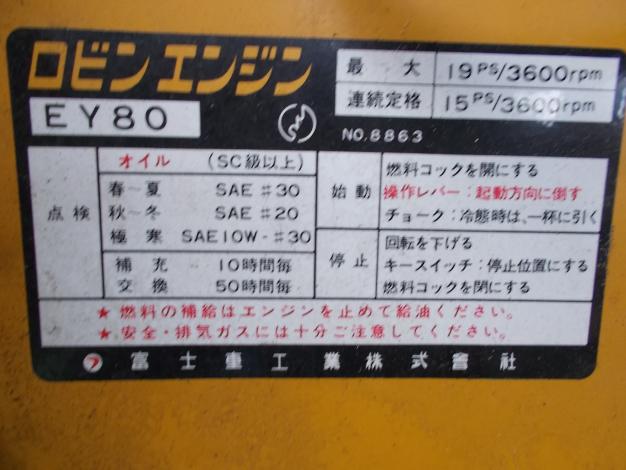 ロビンエンジン
EY80
最大 19PS/3600rpm
連続定格 15PS/3600rpm
NO.8863
点検
オイル (SC級以上)
春~夏 SAE #30
秋~冬 SAE #20
極寒 SAE10W-#30
補充 10時間毎
交換 50時間毎
始動
燃料コックを開にする
操作レバー:起動方向に倒す
チョーク:冷態時は、一杯に引く
停止
回転を下げる
キースイッチ:停止位置にする
燃料コックを閉にする
★燃料の補給はエンジンを止めて給油ください。
★安全・排気ガスには十分ご注意してください。
富士重工業株式會社